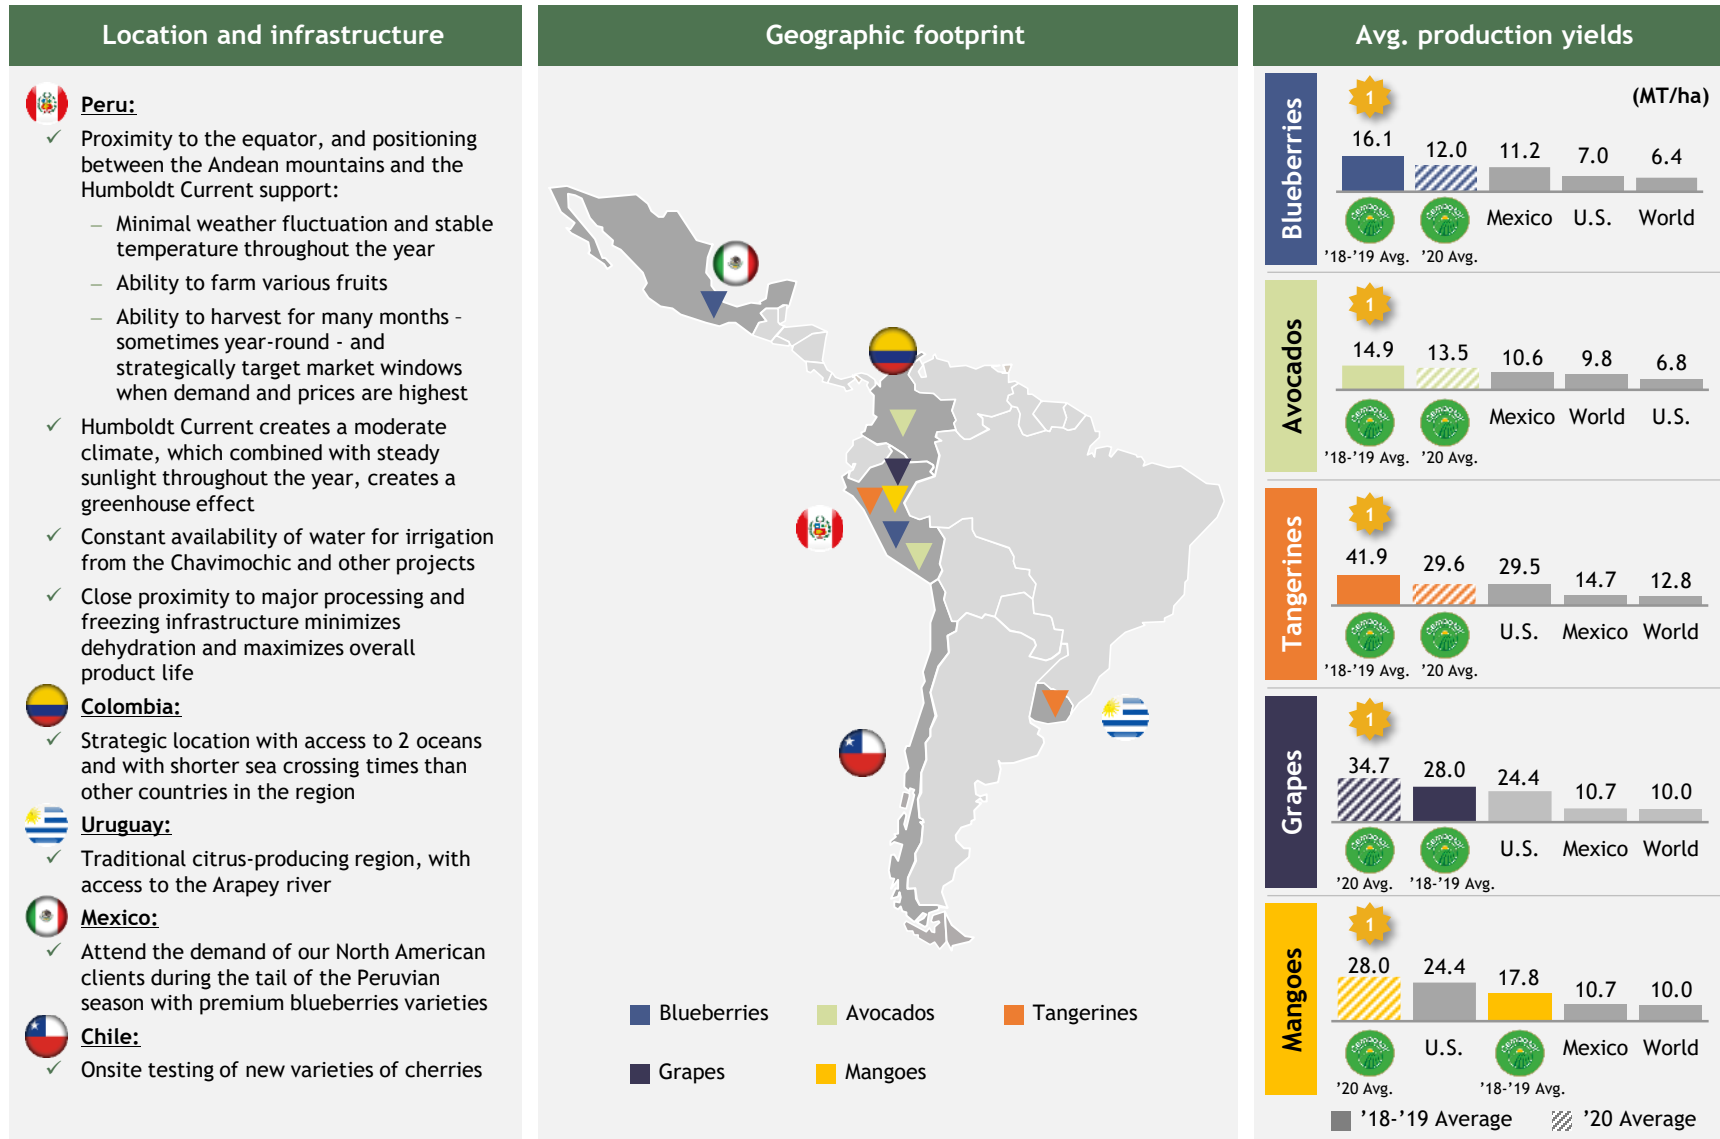 Location and infrastructure
Peru:
✓ Proximity to the equator, and positioning
between the Andean mountains and the
Humboldt Current support:
– Minimal weather fluctuation and stable
temperature throughout the year
– Ability to farm various fruits
– Ability to harvest for many months –
sometimes year-round - and
strategically target market windows
when demand and prices are highest
✓ Humboldt Current creates a moderate
climate, which combined with steady
sunlight throughout the year, creates a
greenhouse effect
✓ Constant availability of water for irrigation
from the Chavimochic and other projects
✓ Close proximity to major processing and
freezing infrastructure minimizes
dehydration and maximizes overall
product life
Colombia:
✓ Strategic location with access to 2 oceans
and with shorter sea crossing times than
other countries in the region
Uruguay:
✓ Traditional citrus-producing region, with
access to the Arapey river
Mexico:
✓ Attend the demand of our North American
clients during the tail of the Peruvian
season with premium blueberries varieties
Chile:
✓ Onsite testing of new varieties of cherries
Geographic footprint
Blueberries Avocados Tangerines
Grapes Mangoes
Avg. production yields
(MT/ha)
Blueberries
1
16.1 12.0 11.2 7.0 6.4
Mexico U.S. World
’18-’19 Avg. ’20 Avg.
Avocados
1
14.9 13.5 10.6 9.8 6.8
Mexico World U.S.
’18-’19 Avg. ’20 Avg.
Tangerines
1
41.9 29.6 29.5 14.7 12.8
U.S. Mexico World
’18-’19 Avg. ’20 Avg.
Grapes
1
34.7 28.0 24.4 10.7 10.0
U.S. Mexico World
’20 Avg. ’18-’19 Avg.
Mangoes
1
28.0 24.4 17.8 10.7 10.0
U.S. Mexico World
’20 Avg. ’18-’19 Avg.
’18-’19 Average ’20 Average